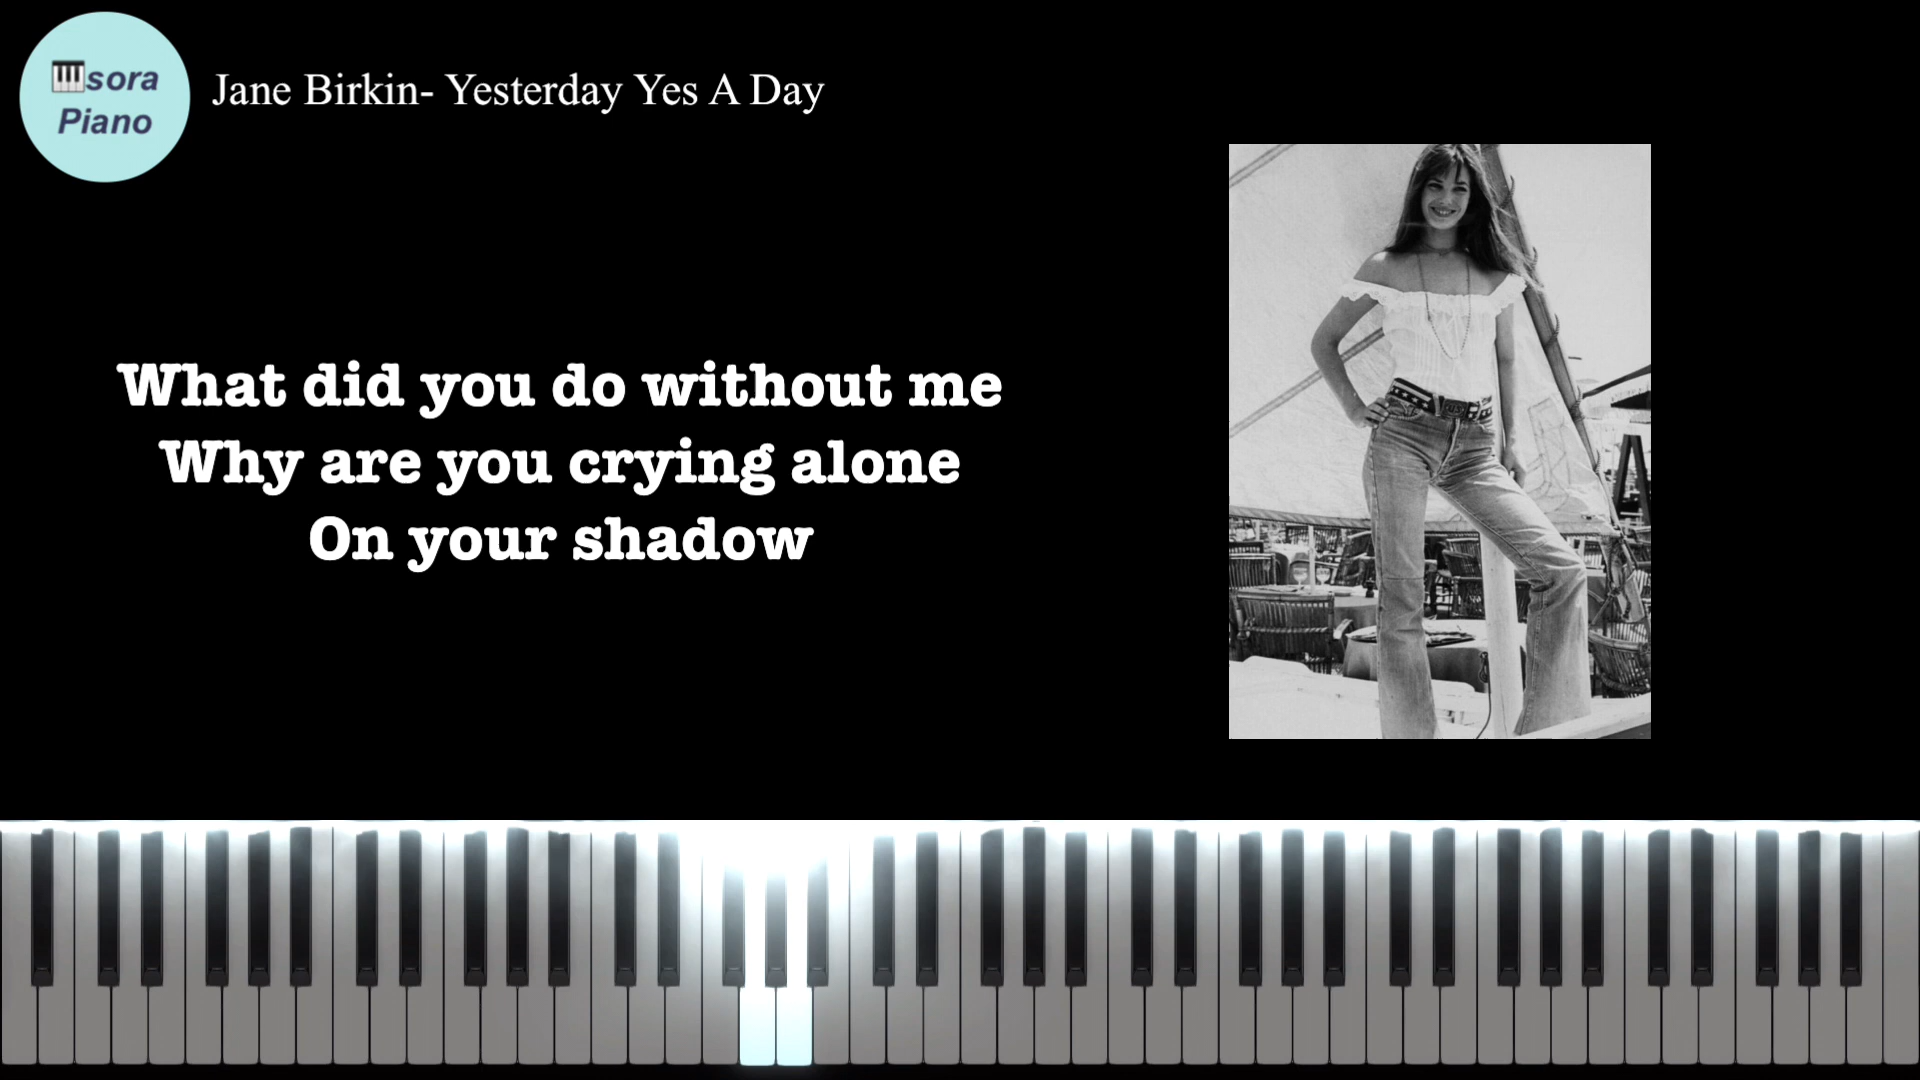 sora
Piano
Jane Birkin- Yesterday Yes A Day
What did you do without me
Why are you crying alone
On your shadow